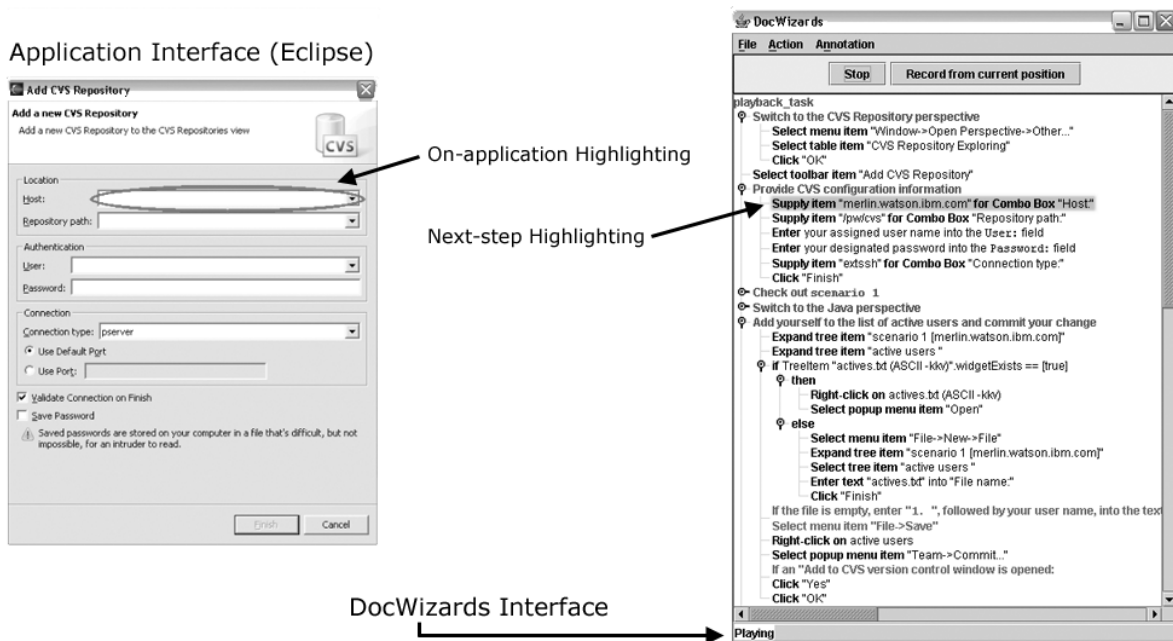 Application Interface (Eclipse)
Add CVS Repository
Add a new CVS Repository
Add a new CVS Repository to the CVS Repositories view
CVS
Location
Host:
Repository path:
Authentication
User:
Password:
Connection
Connection type: pserver
Use Default Port
Use Port:
Validate Connection on Finish
Save Password
Saved passwords are stored on your computer in a file that's difficult, but not
impossible, for an intruder to read.
Finish Cancel
On-application Highlighting
Next-step Highlighting
DocWizards Interface
DocWizards
File Action Annotation
Stop Record from current position
playback_task
Switch to the CVS Repository perspective
Select menu item "Window->Open Perspective->Other..."
Select table item "CVS Repository Exploring"
Click "OK"
Select toolbar item "Add CVS Repository"
Provide CVS configuration information
Supply item "merlin.watson.ibm.com" for Combo Box "Host:"
Supply item "/pw/cvs" for Combo Box "Repository path:"
Enter your assigned user name into the User: field
Enter your designated password into the Password: field
Supply item "extssh" for Combo Box "Connection type:"
Click "Finish"
Check out scenario 1
Switch to the Java perspective
Add yourself to the list of active users and commit your change
Expand tree item "scenario 1 [merlin.watson.ibm.com]"
Expand tree item "active users "
if TreeItem "actives.txt (ASCII -kkv)".widgetExists == [true]
then
Right-click on actives.txt (ASCII -kkv)
Select popup menu item "Open"
else
Select menu item "File->New->File"
Expand tree item "scenario 1 [merlin.watson.ibm.com]"
Select tree item "active users "
Enter text "actives.txt" into "File name:"
Click "Finish"
If the file is empty, enter "1. ", followed by your user name, into the text
Select menu item "File->Save"
Right-click on active users
Select popup menu item "Team->Commit..."
If an "Add to CVS version control window is opened:
Click "Yes"
Click "OK"
Playing